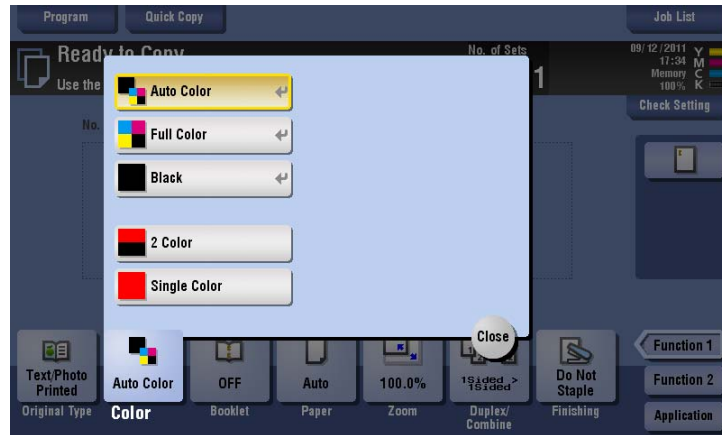 Program
Quick Copy
Job List
Ready to Copy
No. of Sets
1
Use the
09/12/2011
17:34
Memory
100%
Y
M
C
K
Check Setting
No.
Auto Color
Full Color
Black
2 Color
Single Color
Close
Text/Photo
Printed
Auto Color
OFF
Auto
100.0%
1Sided >
1Sided
Do Not
Staple
Original Type
Color
Booklet
Paper
Zoom
Duplex/
Combine
Finishing
Function 1
Function 2
Application